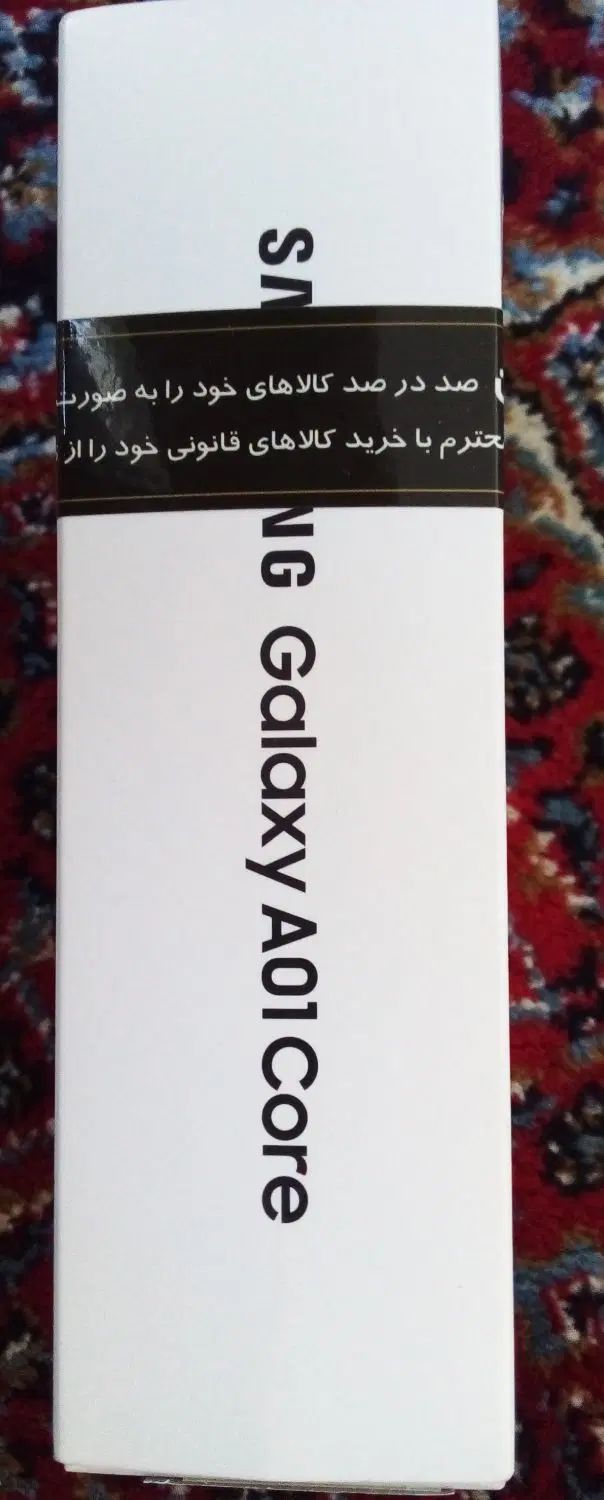 صد در صد کالاهای خود را به صورت
محترم با خرید کالاهای قانونی خود را از
SA NG Galaxy A01 Core